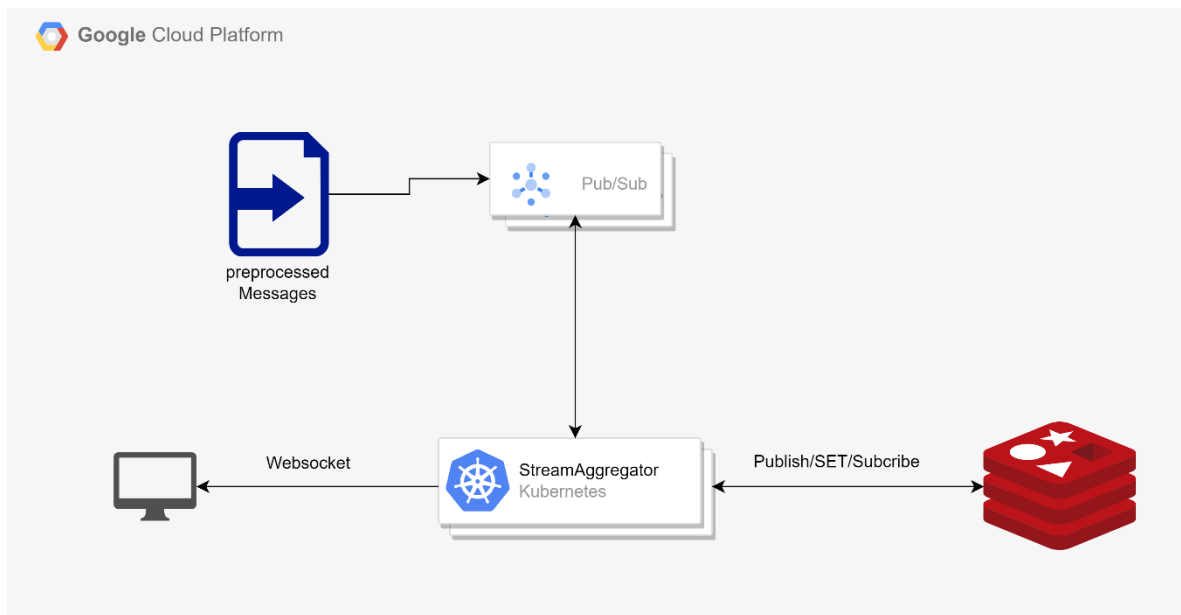 Google Cloud Platform
Pub/Sub
preprocessed
Messages
Websocket
StreamAggregator
Kubernetes
Publish/SET/Subcribe